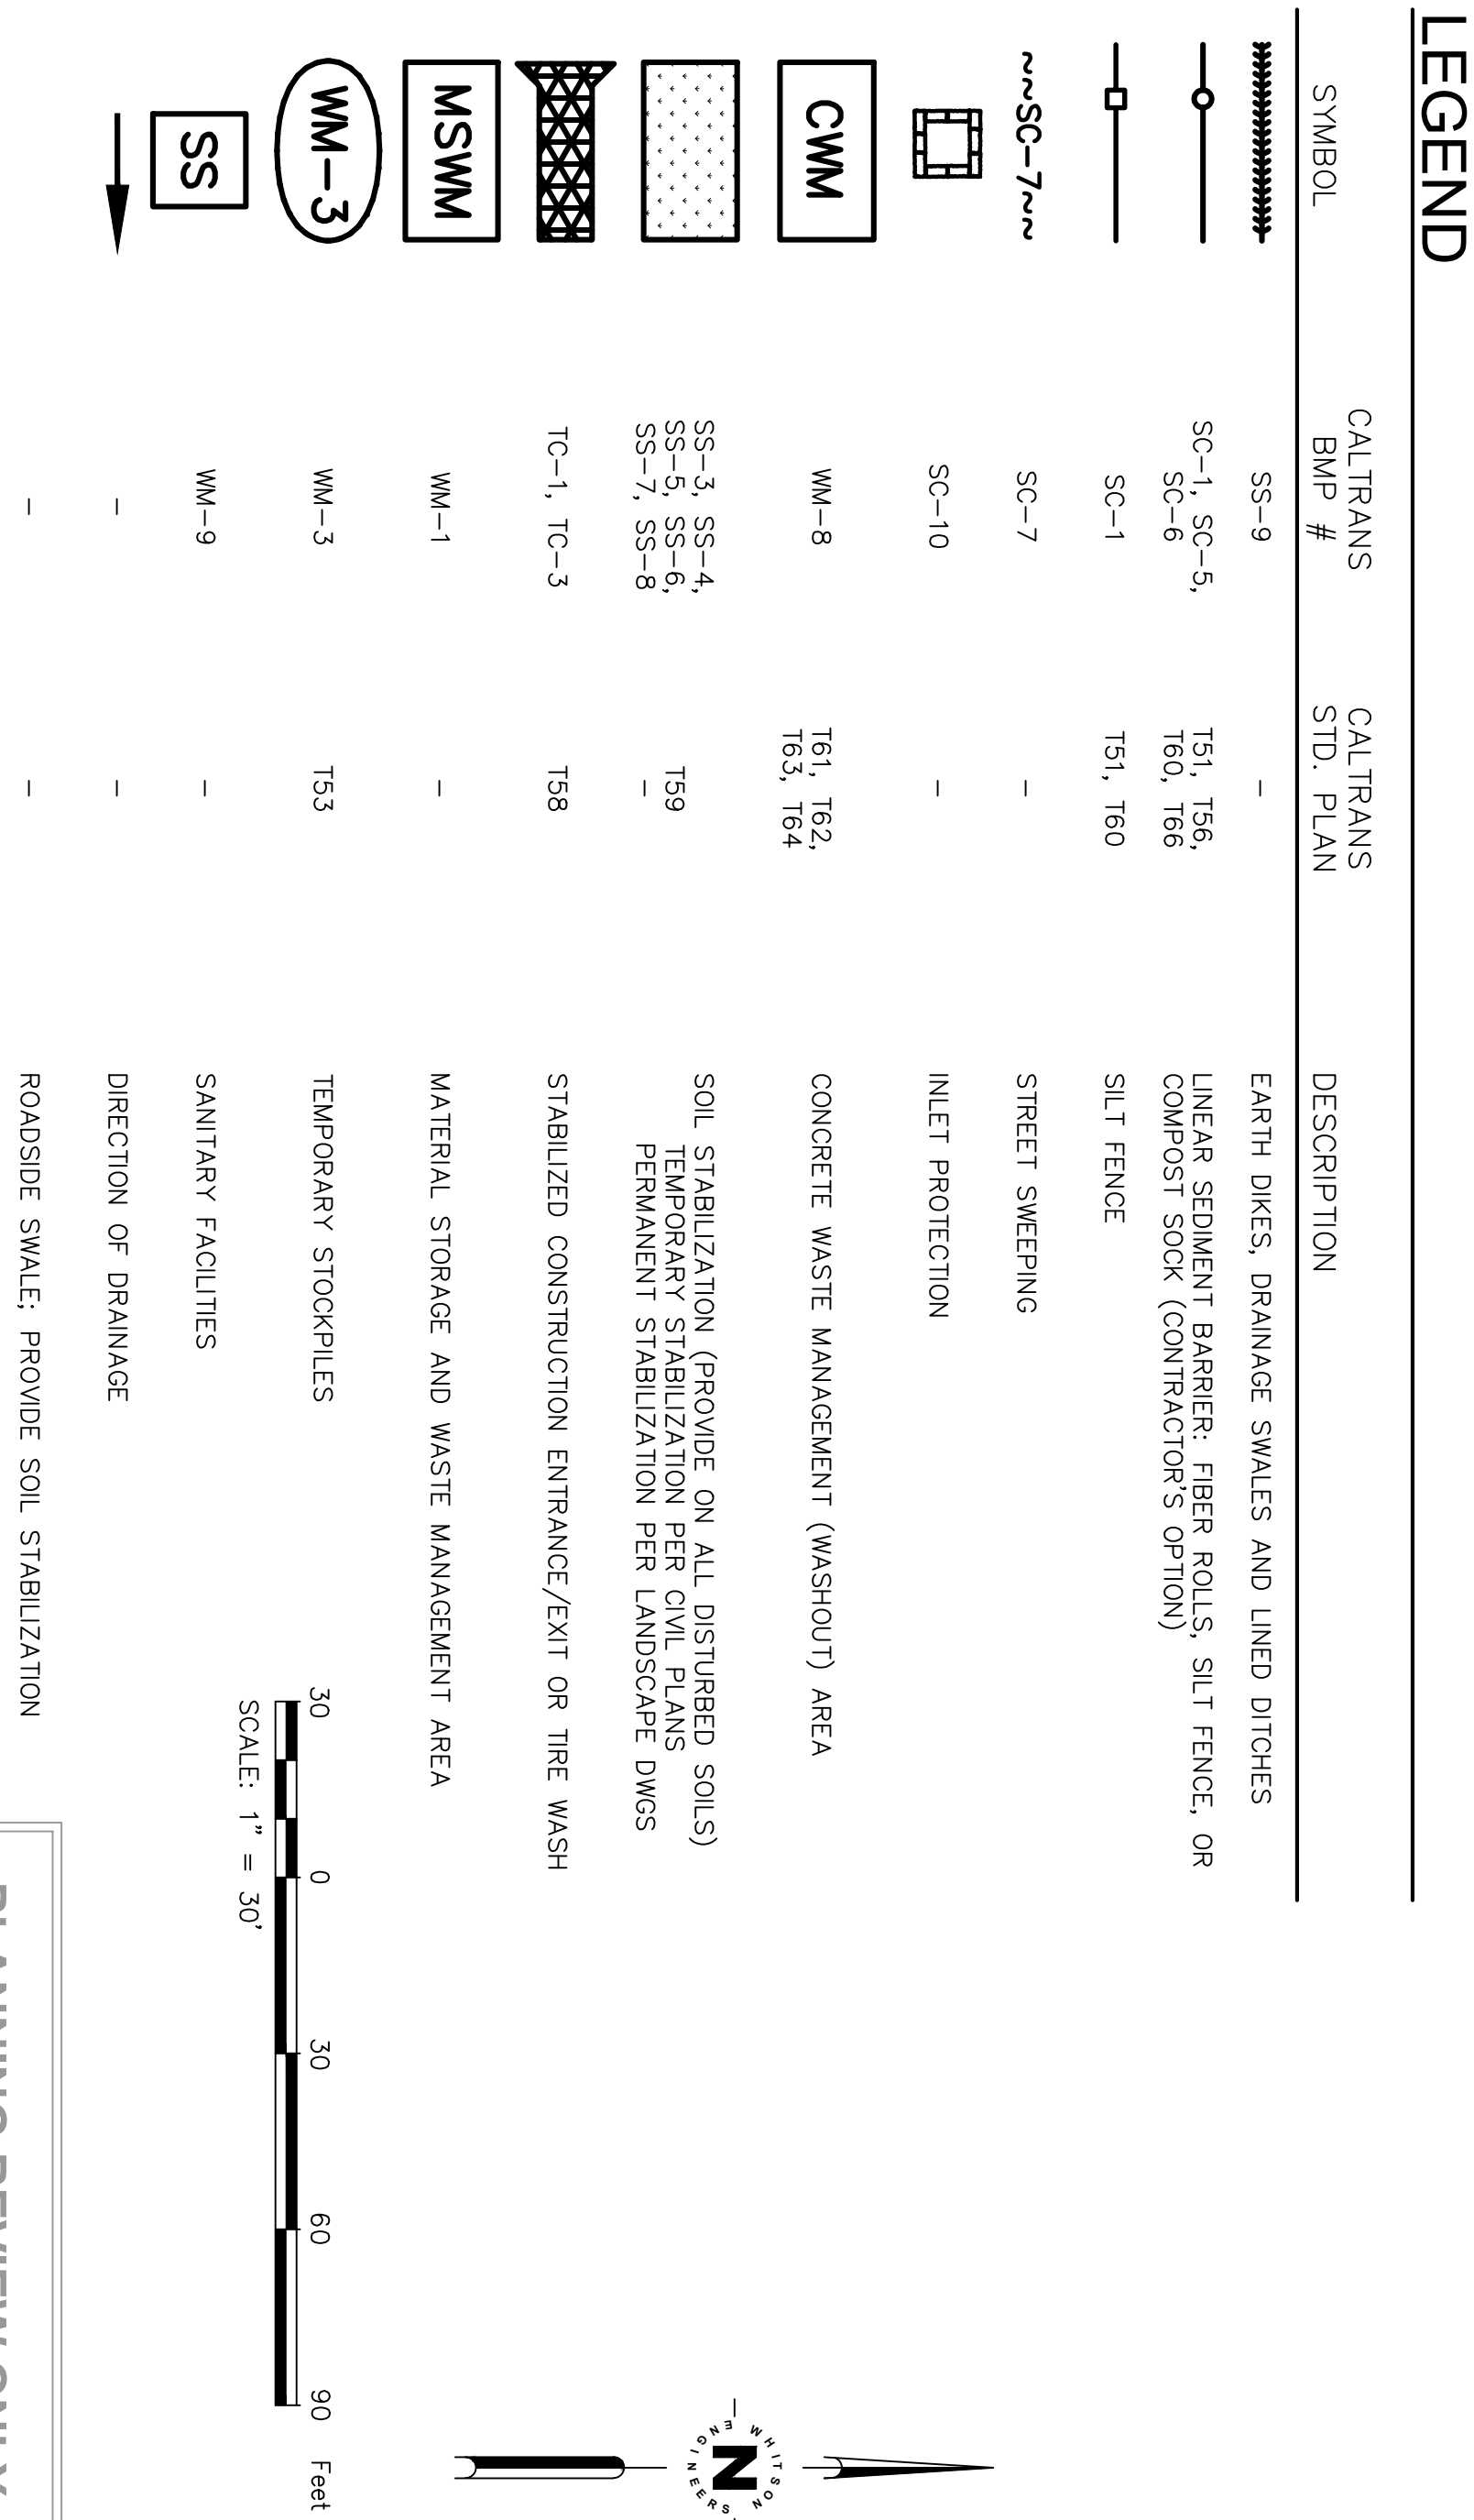 LEGEND
SYMBOL
CALTRANS
BMP #
CALTRANS
STD. PLAN
DESCRIPTION
SS-9
-
EARTH DIKES, DRAINAGE SWALES AND LINED DITCHES
SC-1, SC-5,
SC-6
T51, T56,
T60, T66
LINEAR SEDIMENT BARRIER: FIBER ROLLS, SILT FENCE, OR
COMPOST SOCK (CONTRACTOR'S OPTION)
SC-1
T51, T60
SILT FENCE
~~SC-7~~
SC-7
-
STREET SWEEPING
SC-10
-
INLET PROTECTION
CWM
WM-8
T61, T62,
T63, T64
CONCRETE WASTE MANAGEMENT (WASHOUT) AREA
SS-3, SS-4,
SS-5, SS-6,
SS-7, SS-8
T59
-
SOIL STABILIZATION (PROVIDE ON ALL DISTURBED SOILS)
TEMPORARY STABILIZATION PER CIVIL PLANS
PERMANENT STABILIZATION PER LANDSCAPE DWGS
TC-1, TC-3
T58
STABILIZED CONSTRUCTION ENTRANCE/EXIT OR TIRE WASH
MSWM
WM-1
-
MATERIAL STORAGE AND WASTE MANAGEMENT AREA
WM-3
WM-3
T53
TEMPORARY STOCKPILES
SS
WM-9
-
SANITARY FACILITIES
-
-
DIRECTION OF DRAINAGE
-
-
ROADSIDE SWALE; PROVIDE SOIL STABILIZATION
30 0 30 60 90 Feet
SCALE: 1" = 30'
WHITSON ENGINEERS
N
PLANNING REVIEW ONLY